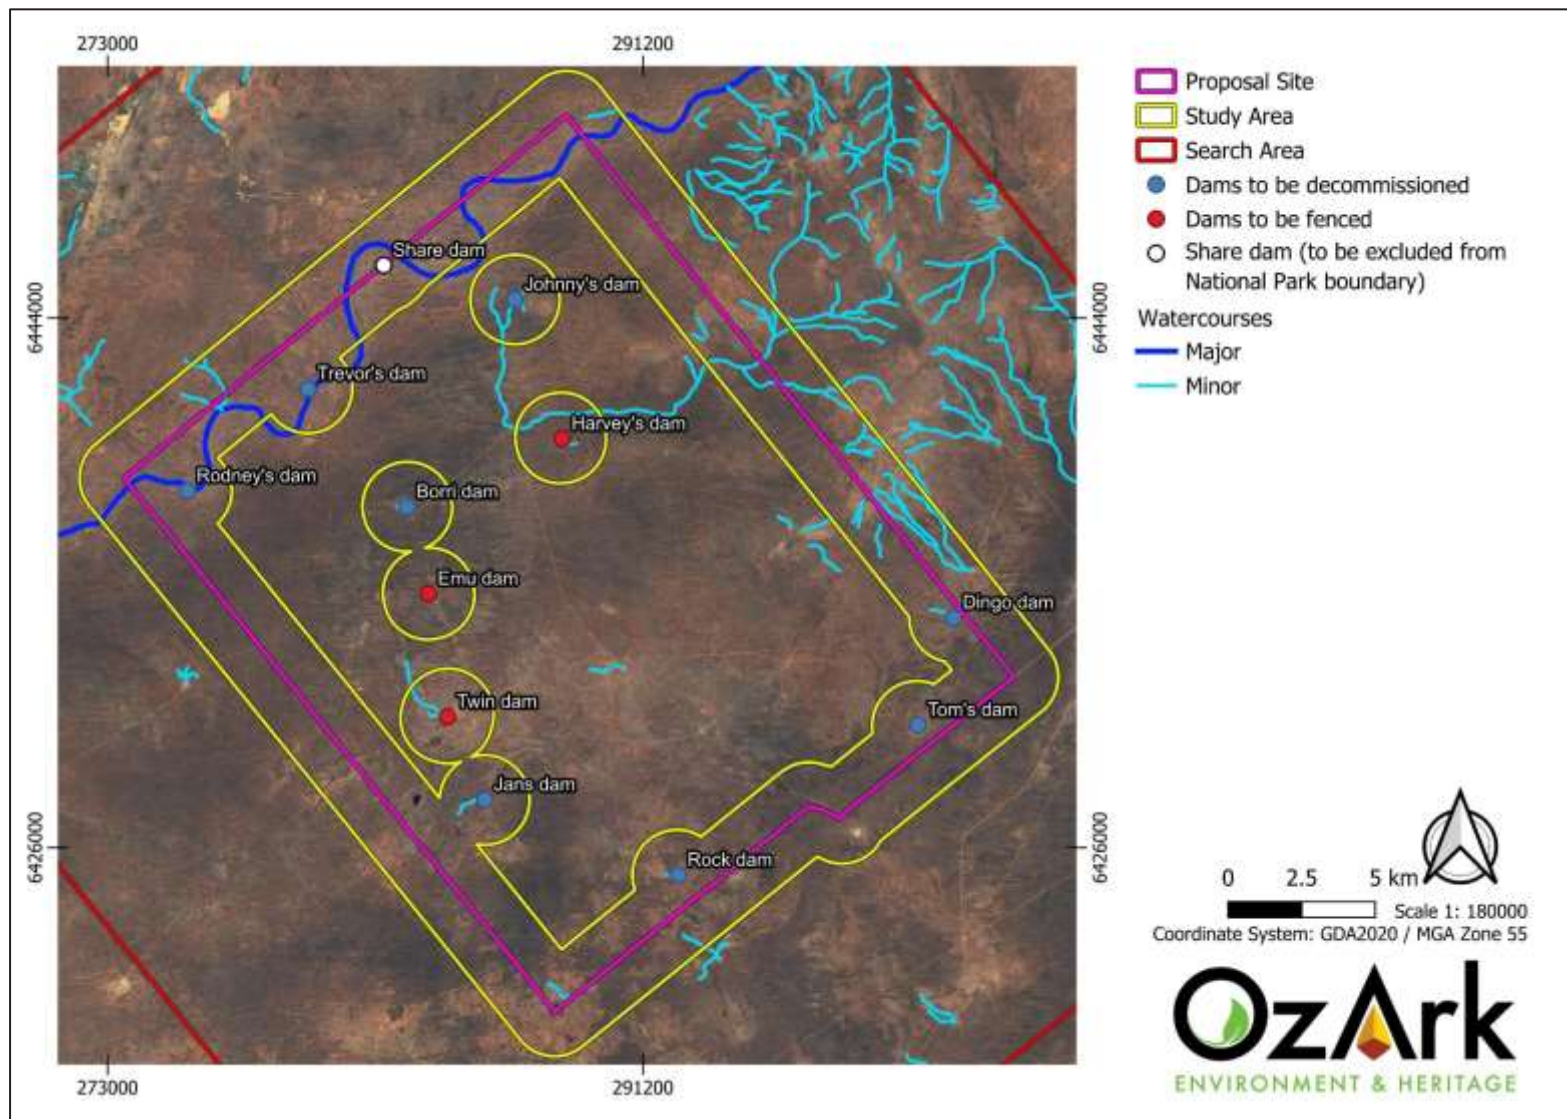 273000
291200
Proposal Site
Study Area
Search Area
Dams to be decommissioned
Dams to be fenced
Share dam (to be excluded from
National Park boundary)
Watercourses
Major
Minor
6444000
6444000
Share dam
Johnny's dam
Trevor's dam
Harvey's dam
Rodney's dam
Borri dam
Emu dam
Dingo dam
Twin dam
Tom's dam
Jans dam
Rock dam
6426000
6426000
0 2.5 5 km
Scale 1: 180000
Coordinate System: GDA2020 / MGA Zone 55
OzArk
ENVIRONMENT & HERITAGE
273000
291200